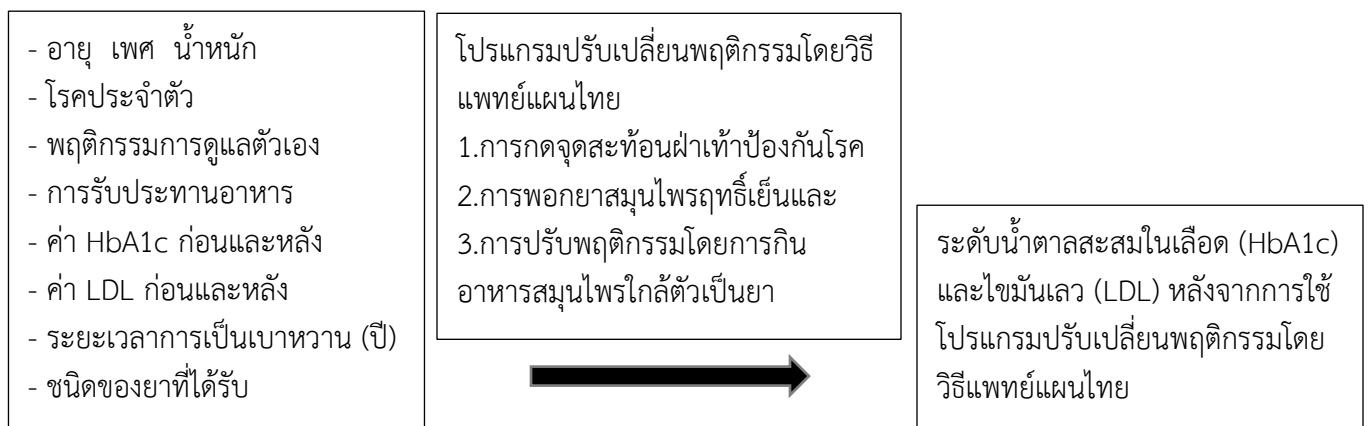 - อายุ เพศ น้ำหนัก
- โรคประจำตัว
- พฤติกรรมการดูแลตัวเอง
- การรับประทานอาหาร
- ค่า HbA1c ก่อนและหลัง
- ค่า LDL ก่อนและหลัง
- ระยะเวลาการเป็นเบาหวาน (ปี)
- ชนิดของยาที่ได้รับ
โปรแกรมปรับเปลี่ยนพฤติกรรมโดยวิธี
แพทย์แผนไทย
1.การกดจุดสะท้อนฝ่าเท้าป้องกันโรค
2.การพอกยาสมุนไพรฤทธิ์เย็นและ
3.การปรับพฤติกรรมโดยการกิน
อาหารสมุนไพรใกล้ตัวเป็นยา
ระดับน้ำตาลสะสมในเลือด (HbA1c)
และไขมันเลว (LDL) หลังจากการใช้
โปรแกรมปรับเปลี่ยนพฤติกรรมโดย
วิธีแพทย์แผนไทย